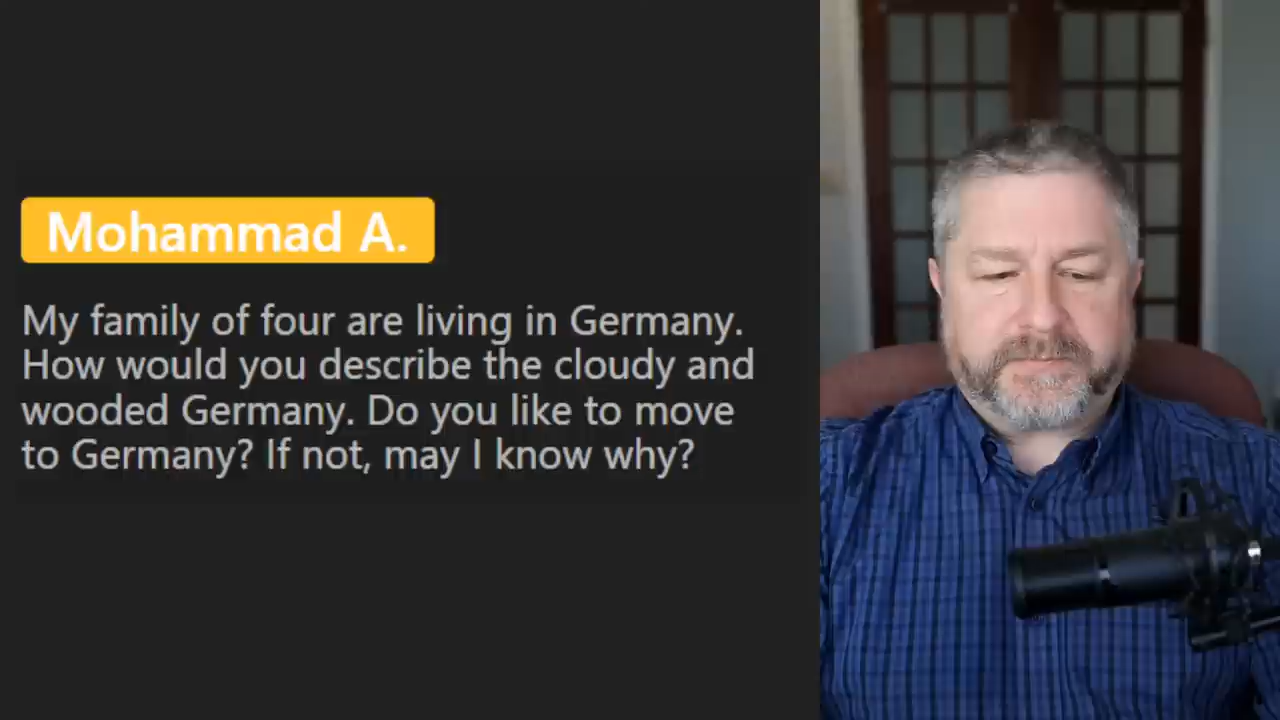 Mohammad A.
My family of four are living in Germany.
How would you describe the cloudy and
wooded Germany. Do you like to move
to Germany? If not, may I know why?